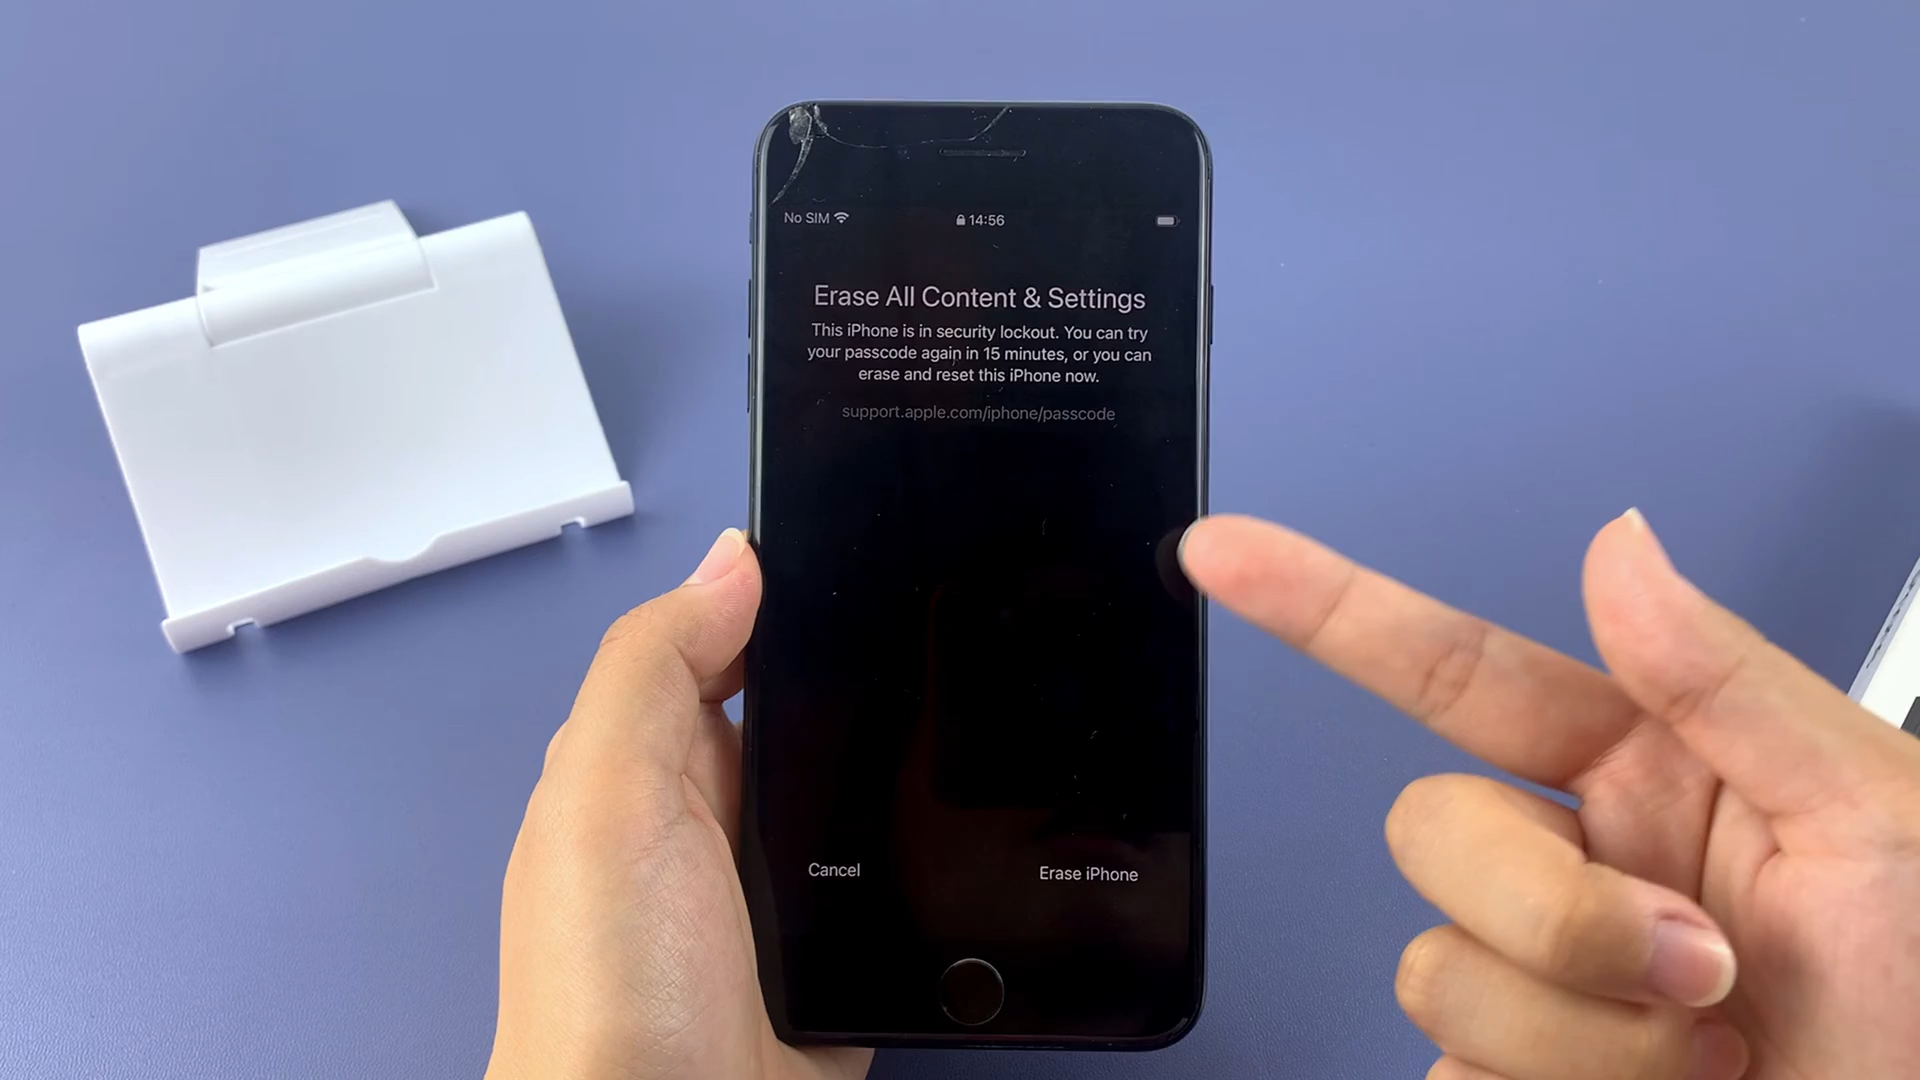 No SIM
14:56
Erase All Content & Settings
This iPhone is in security lockout. You can try
your passcode again in 15 minutes, or you can
erase and reset this iPhone now.
support.apple.com/iphone/passcode
Cancel
Erase iPhone